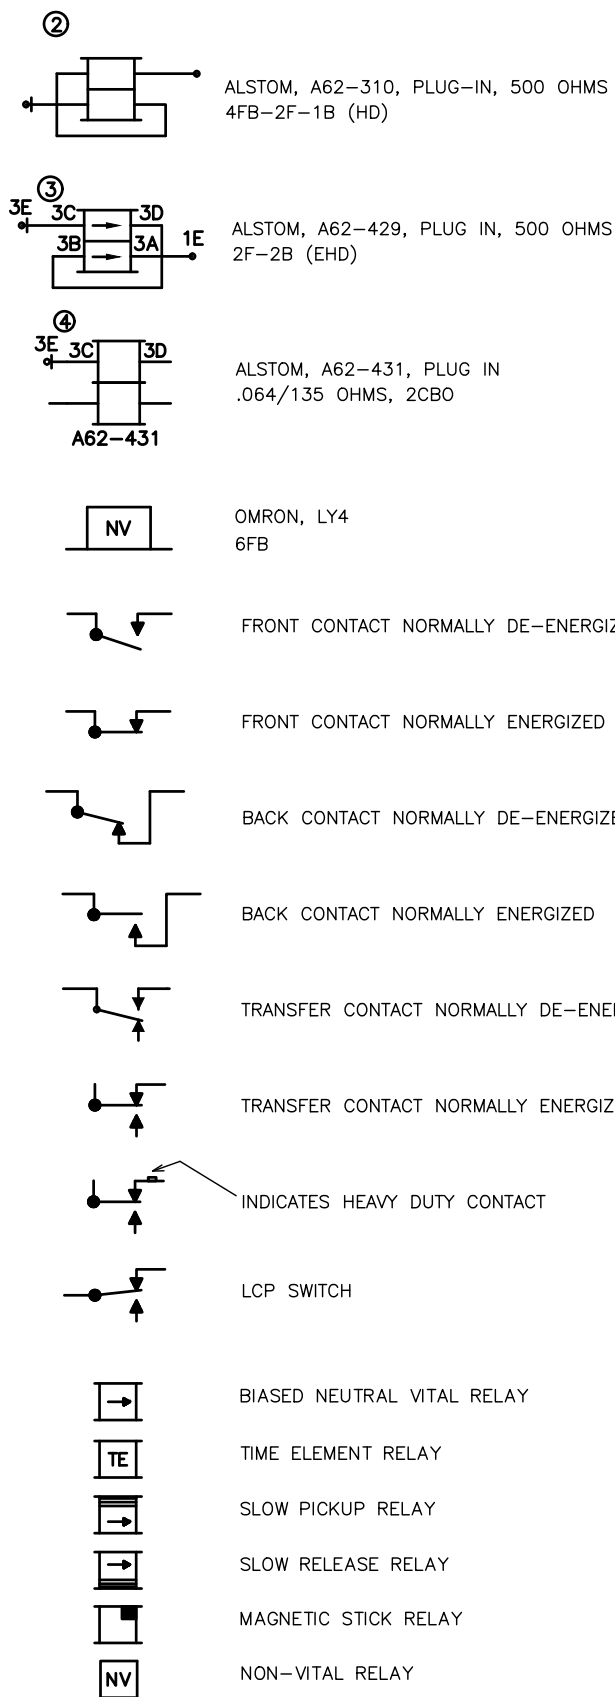 2
ALSTOM, A62-310, PLUG-IN, 500 OHMS
4FB-2F-1B (HD)
3
3E 3C 3D
3B 3A 1E
ALSTOM, A62-429, PLUG IN, 500 OHMS
2F-2B (EHD)
4
3E 3C 3D
A62-431
ALSTOM, A62-431, PLUG IN
.064/135 OHMS, 2CBO
NV
OMRON, LY4
6FB
FRONT CONTACT NORMALLY DE-ENERGIZ
FRONT CONTACT NORMALLY ENERGIZED
BACK CONTACT NORMALLY DE-ENERGIZE
BACK CONTACT NORMALLY ENERGIZED
TRANSFER CONTACT NORMALLY DE-ENE
TRANSFER CONTACT NORMALLY ENERGIZ
INDICATES HEAVY DUTY CONTACT
LCP SWITCH
BIASED NEUTRAL VITAL RELAY
TE TIME ELEMENT RELAY
SLOW PICKUP RELAY
SLOW RELEASE RELAY
MAGNETIC STICK RELAY
NV NON-VITAL RELAY